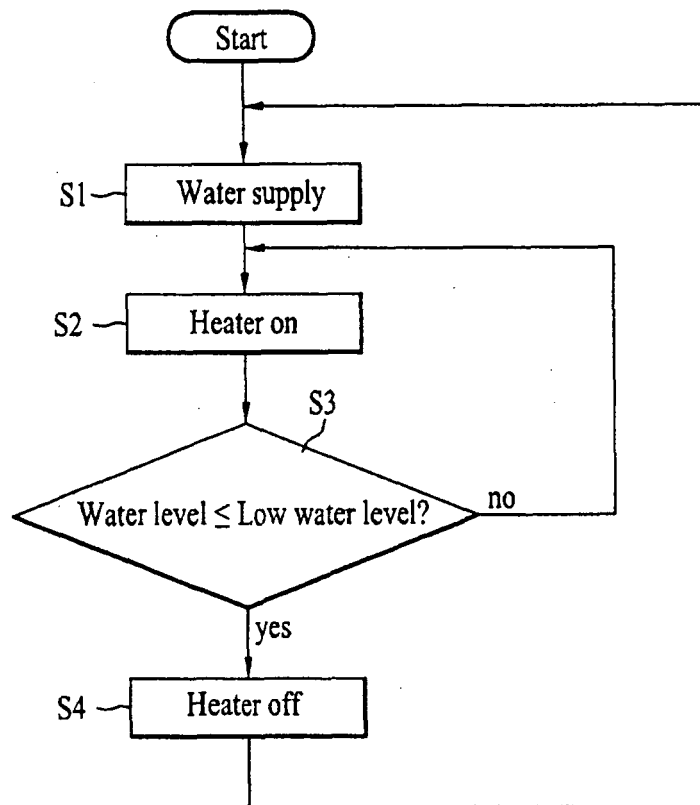 Start
S1
Water supply
S2
Heater on
S3
Water level ≤ Low water level?
no
yes
S4
Heater off